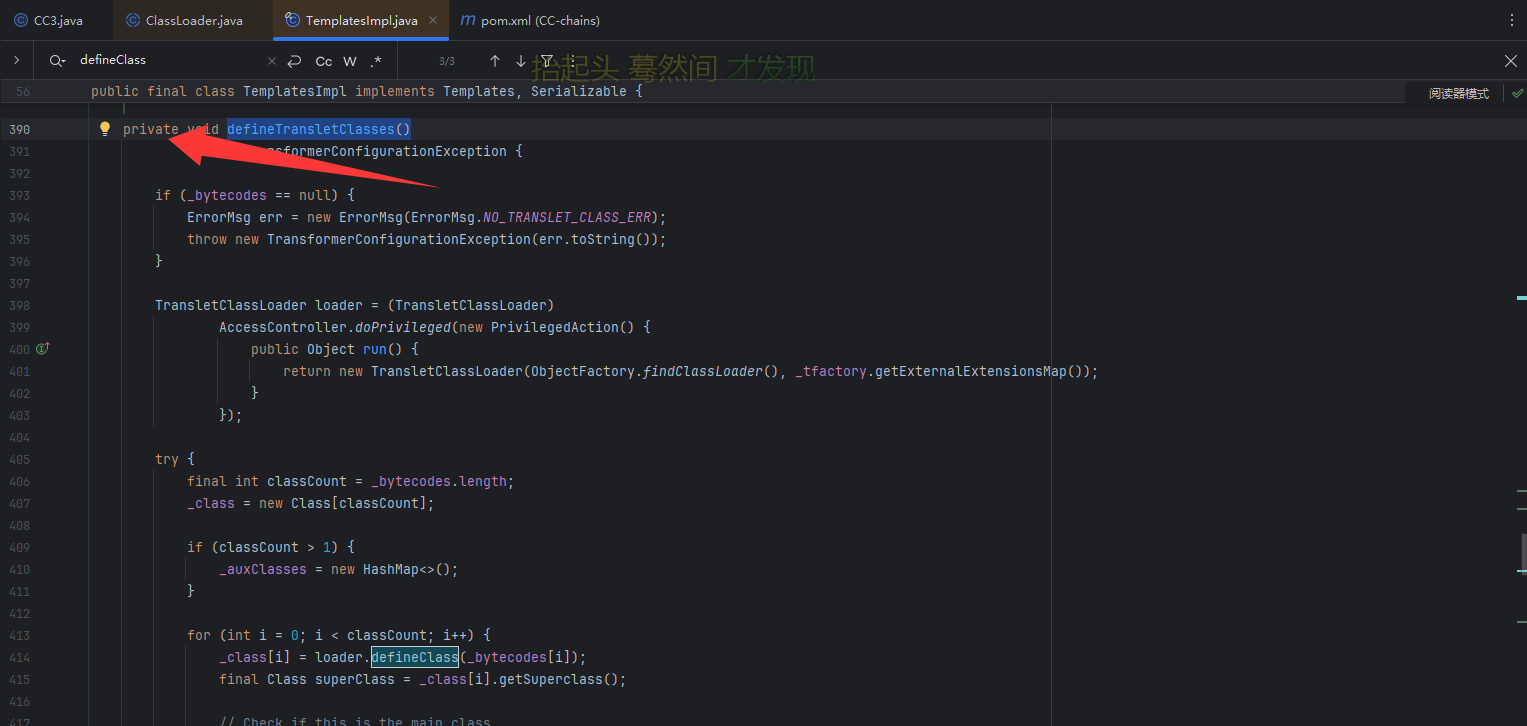 CC3.java ClassLoader.java TemplatesImpl.java × pom.xml (CC-chains)
defineClass × Cc W .* 3/3
拾起头 蓦然间 才发现
56 public final class TemplatesImpl implements Templates, Serializable { 阅读器模式
390 private void defineTransletClasses()
391 nsformerConfigurationException {
392
393 if (_bytecodes == null) {
394 ErrorMsg err = new ErrorMsg(ErrorMsg.NO_TRANSLET_CLASS_ERR);
395 throw new TransformerConfigurationException(err.toString());
396 }
397
398 TransletClassLoader loader = (TransletClassLoader)
399 AccessController.doPrivileged(new PrivilegedAction() {
400 public Object run() {
401 return new TransletClassLoader(ObjectFactory.findClassLoader(), _tfactory.getExternalExtensionsMap());
402 }
403 });
404
405 try {
406 final int classCount = _bytecodes.length;
407 _class = new Class[classCount];
408
409 if (classCount > 1) {
410 _auxClasses = new HashMap<>();
411 }
412
413 for (int i = 0; i < classCount; i++) {
414 _class[i] = loader.defineClass(_bytecodes[i]);
415 final Class superClass = _class[i].getSuperclass();
416
417 // Check if this is the main class